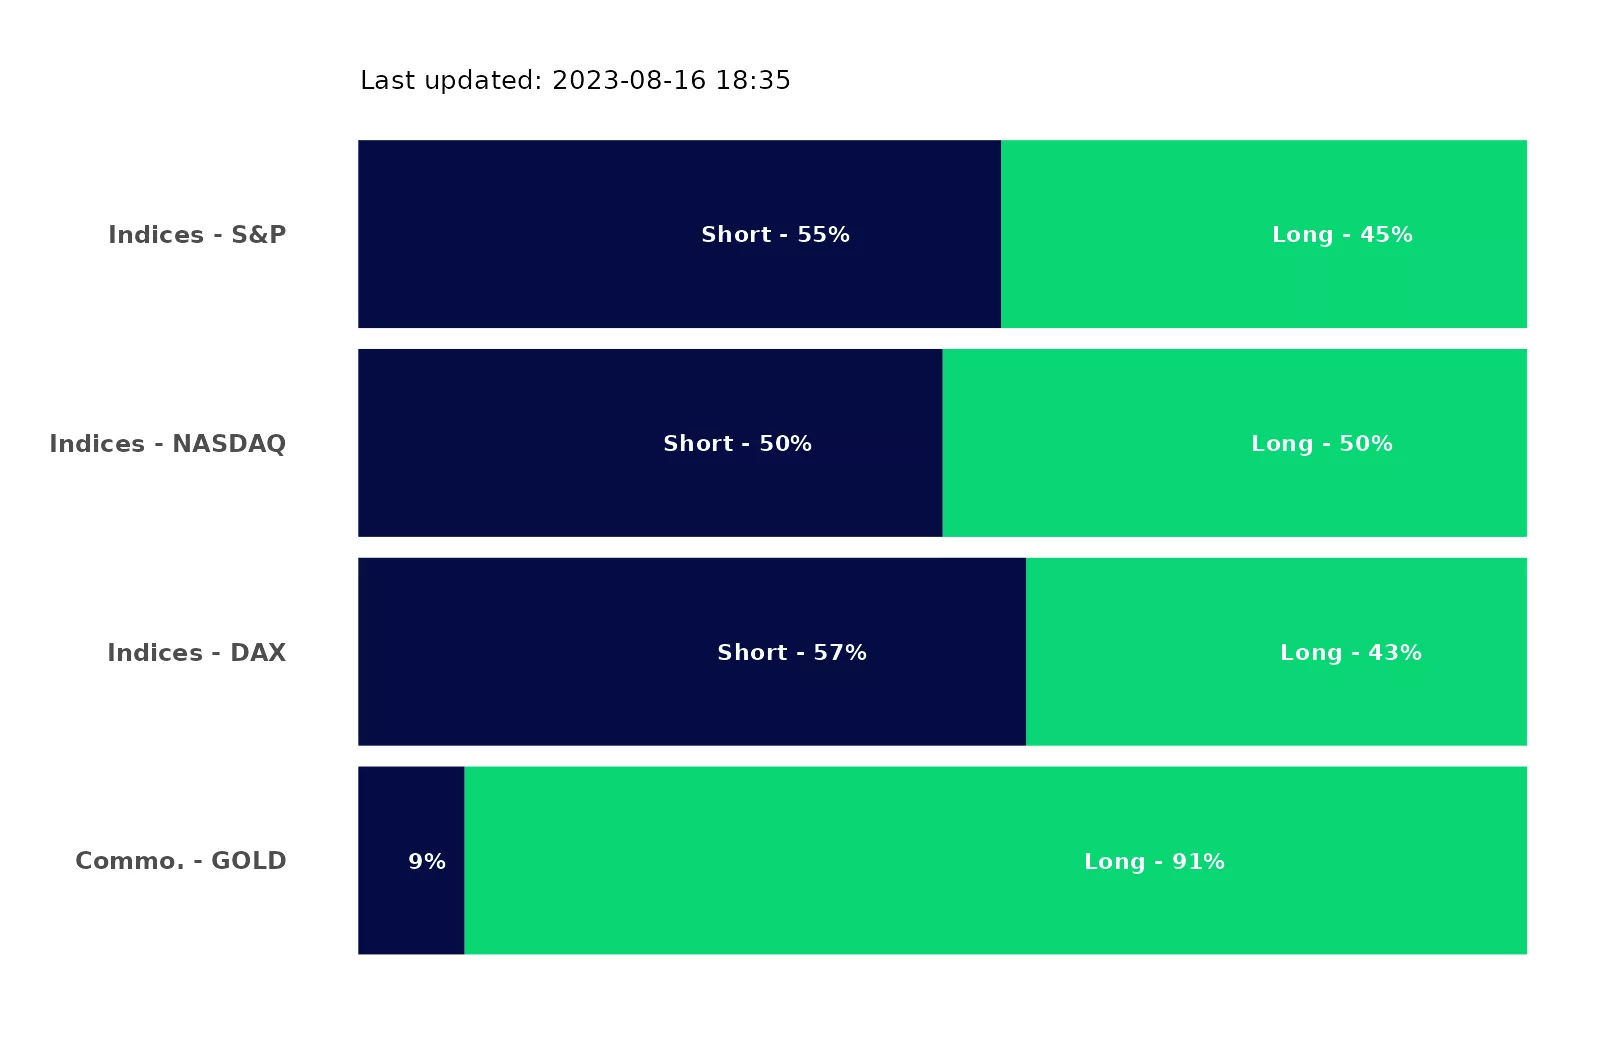 Last updated: 2023-08-16 18:35
Indices - S&P
Short - 55%
Long - 45%
Indices - NASDAQ
Short - 50%
Long - 50%
Indices - DAX
Short - 57%
Long - 43%
Commo. - GOLD
9%
Long - 91%